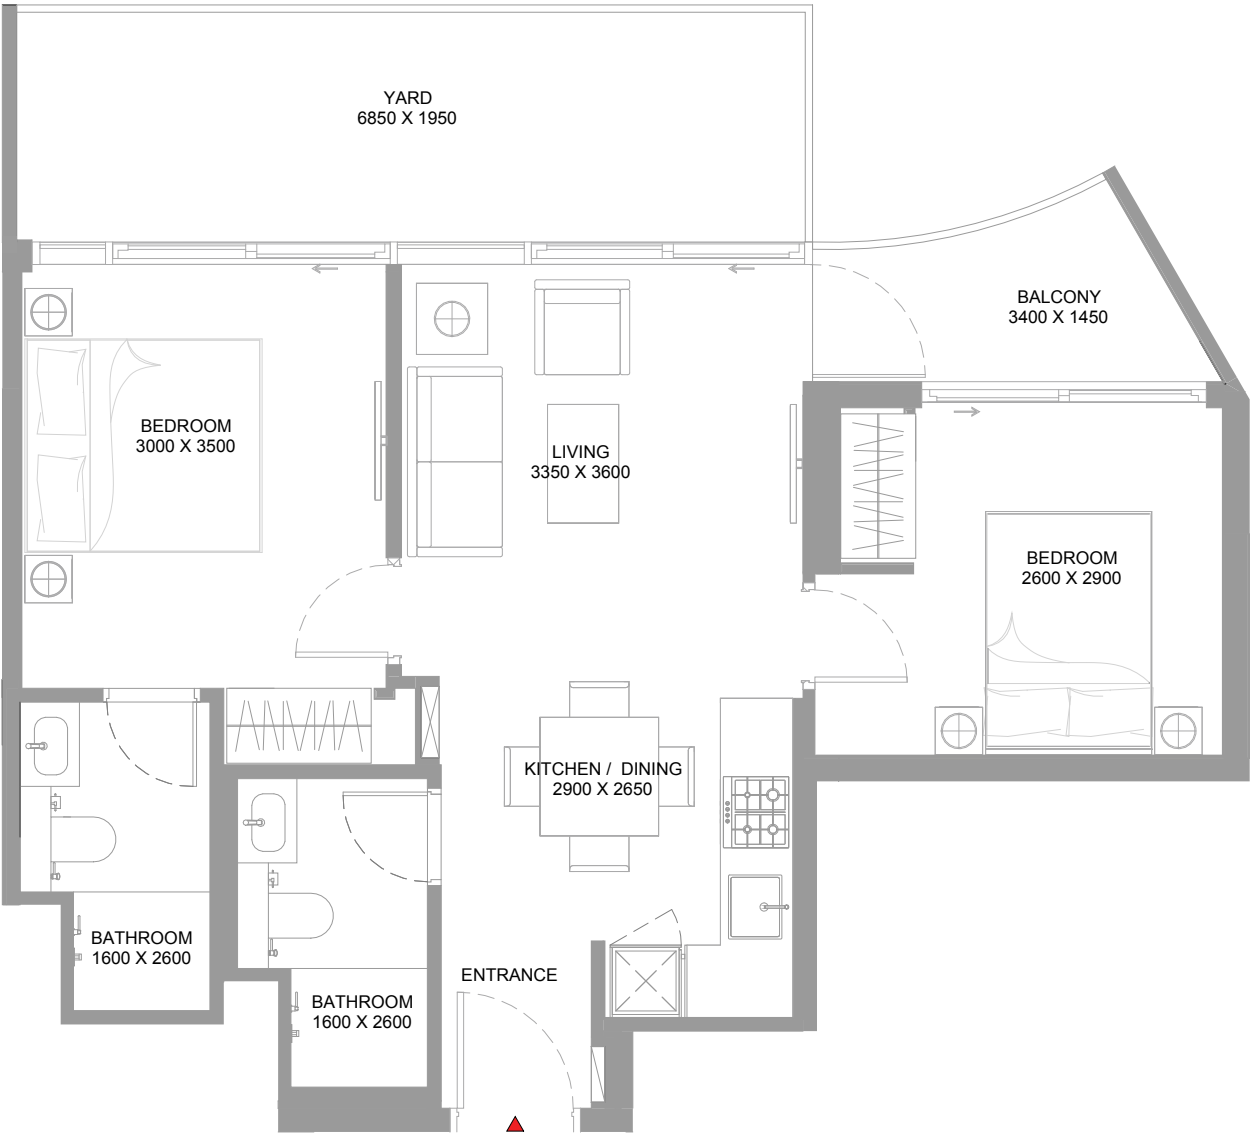 YARD
6850 X 1950
BALCONY
3400 X 1450
BEDROOM
3000 X 3500
LIVING
3350 X 3600
BEDROOM
2600 X 2900
KITCHEN / DINING
2900 X 2650
BATHROOM
1600 X 2600
ENTRANCE
BATHROOM
1600 X 2600